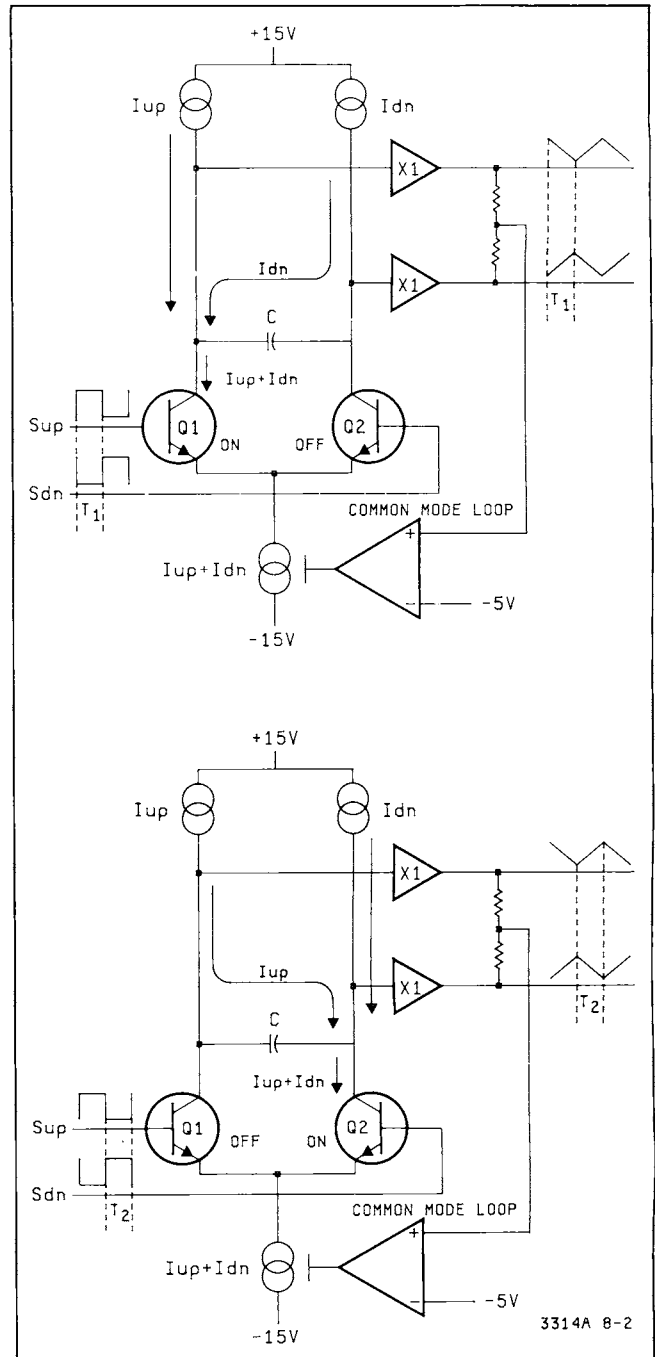 +15V
Iup
Idn
X1
Idn
X1
T1
C
Iup+Idn
Sup
Q1
ON
OFF
Q2
Sdn
T1
COMMON MODE LOOP
+
Iup+Idn
−
-5V
-15V
+15V
Iup
Idn
X1
Iup
X1
T2
C
Iup+Idn
Sup
Q1
OFF
ON
Q2
Sdn
T2
COMMON MODE LOOP
+
Iup+Idn
−
-5V
-15V
3314A 8-2